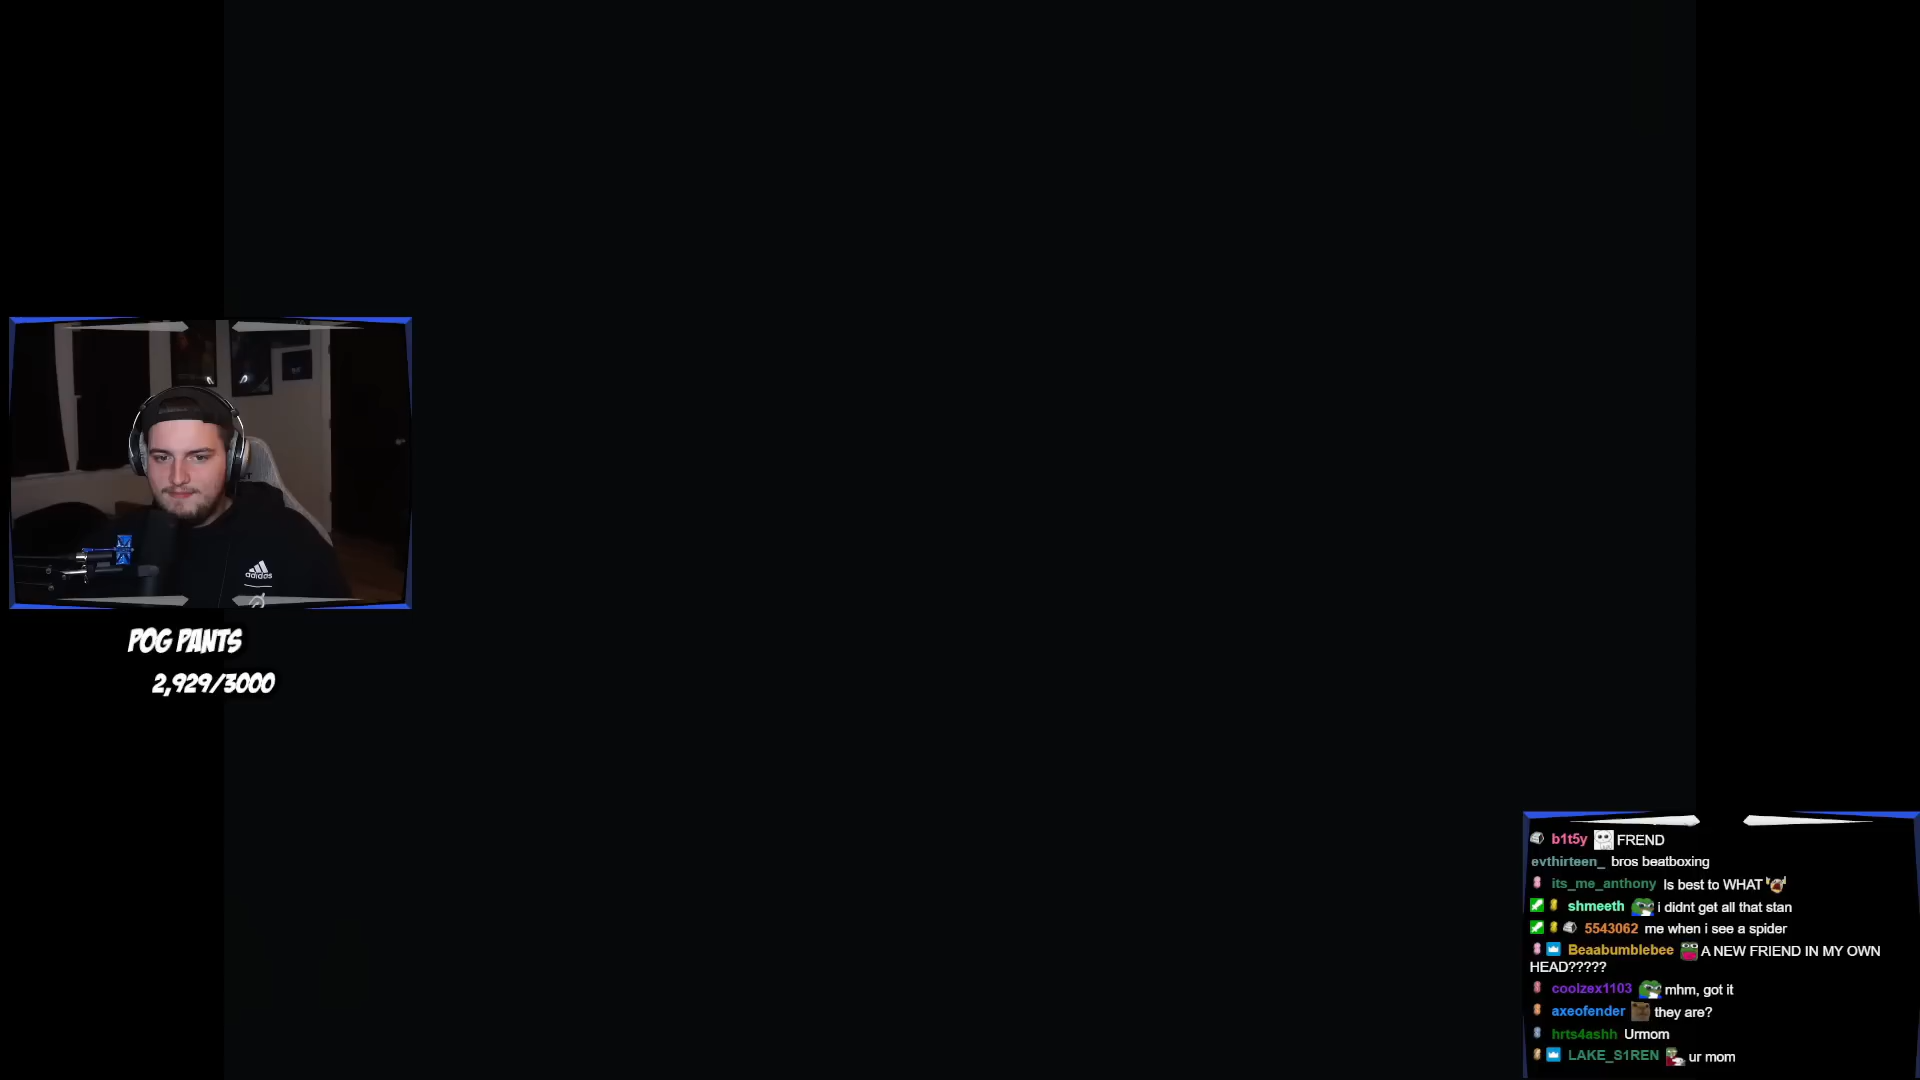 adidas
POG PANTS
2,929/3000
b1t5y FREND
evthirteen_ bros beatboxing
its_me_anthony Is best to WHAT
shmeeth i didnt get all that stan
5543062 me when i see a spider
Beaabumblebee A NEW FRIEND IN MY OWN
HEAD?????
coolzex1103 mhm, got it
axeofender they are?
hrts4ashh Urmom
LAKE_S1REN ur mom